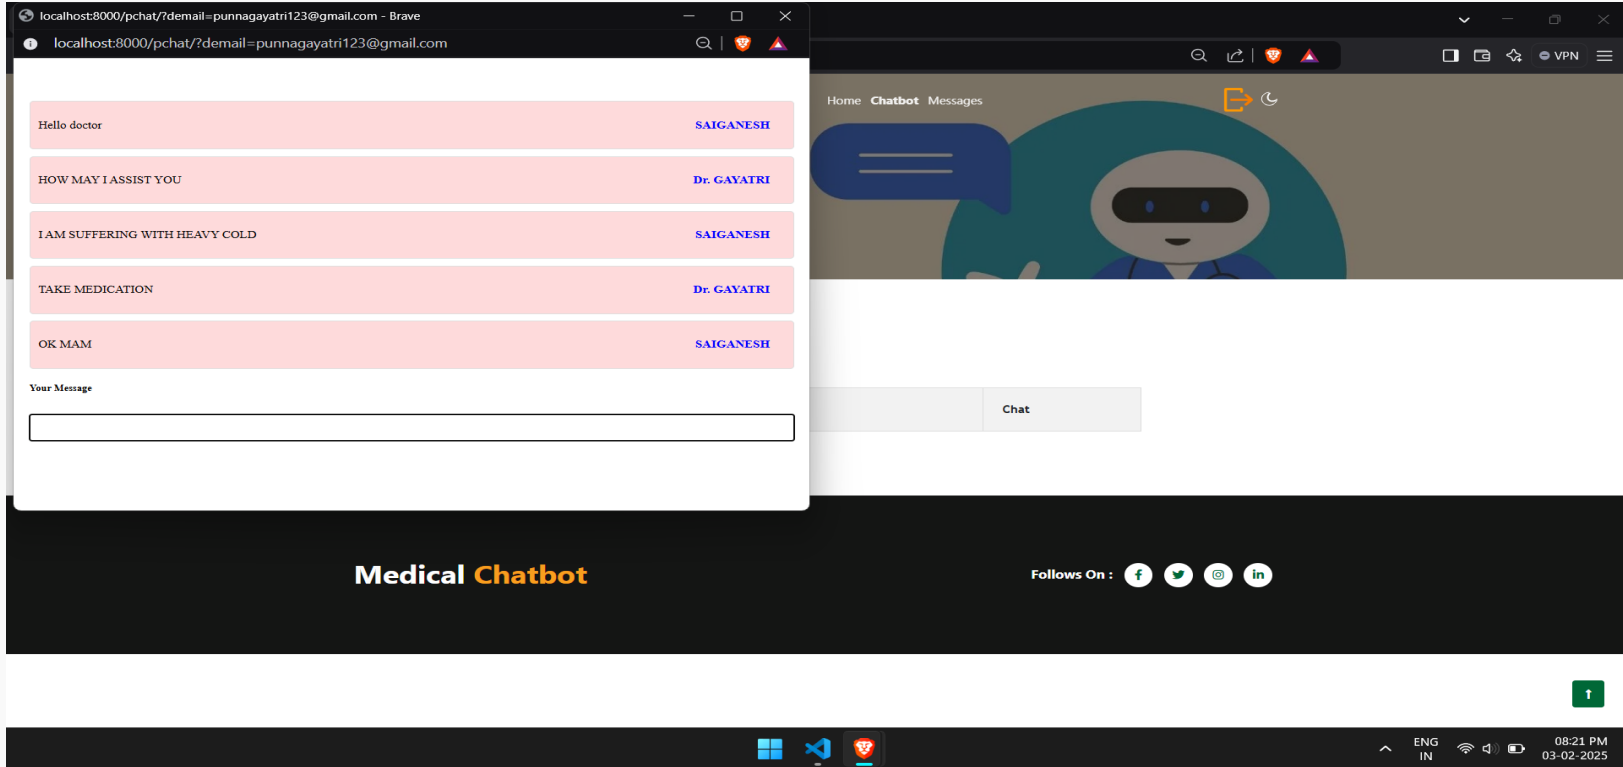 localhost:8000/pchat/?demail=punnagayatri123@gmail.com - Brave
localhost:8000/pchat/?demail=punnagayatri123@gmail.com
VPN
Home Chatbot Messages
Hello doctor SAIGANESH
HOW MAY I ASSIST YOU Dr. GAYATRI
I AM SUFFERING WITH HEAVY COLD SAIGANESH
TAKE MEDICATION Dr. GAYATRI
OK MAM SAIGANESH
Your Message
Chat
Medical Chatbot
Follows On :
ENG
IN
08:21 PM
03-02-2025